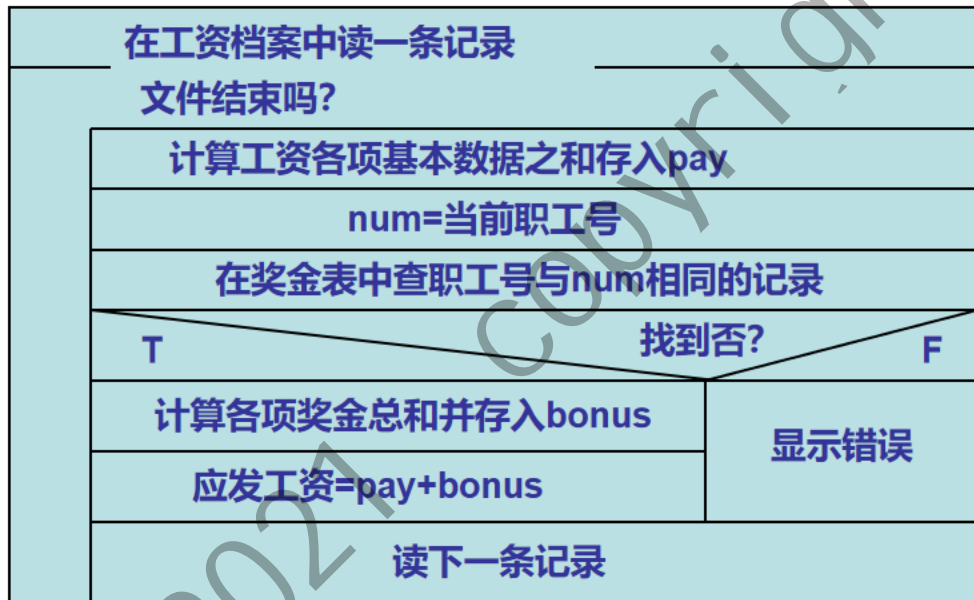 在工资档案中读一条记录
文件结束吗?
计算工资各项基本数据之和存入pay
num=当前职工号
在奖金表中查职工号与num相同的记录
找到否?
T
F
计算各项奖金总和并存入bonus
显示错误
应发工资=pay+bonus
读下一条记录
copyrig
2021